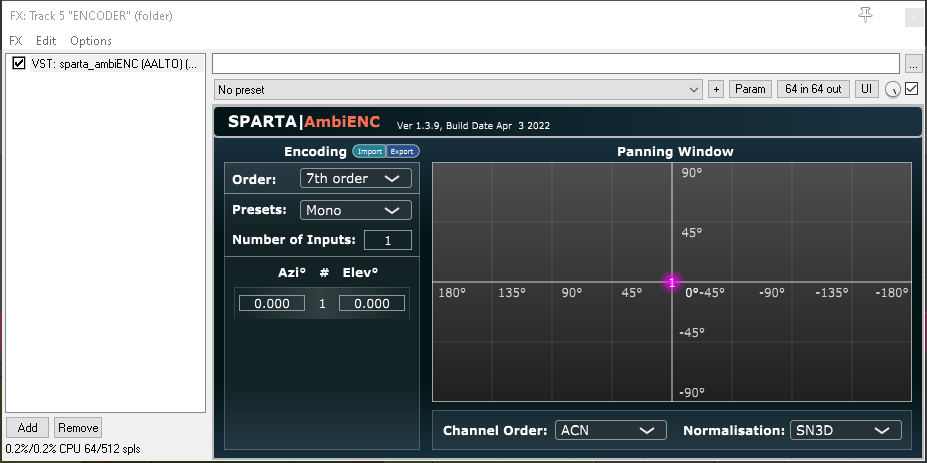 FX: Track 5 "ENCODER" (folder)
FX Edit Options
VST: sparta_ambiENC (AALTO) (...
...
No preset
+ Param 64 in 64 out UI
SPARTA|AmbiENC Ver 1.3.9, Build Date Apr 3 2022
Encoding Import Export
Order: 7th order
Presets: Mono
Number of Inputs: 1
Azi° # Elev°
0.000 1 0.000
Panning Window
90°
45°
1
180° 135° 90° 45° 0° -45° -90° -135° -180°
-45°
-90°
Channel Order: ACN Normalisation: SN3D
Add Remove
0.2%/0.2% CPU 64/512 spls